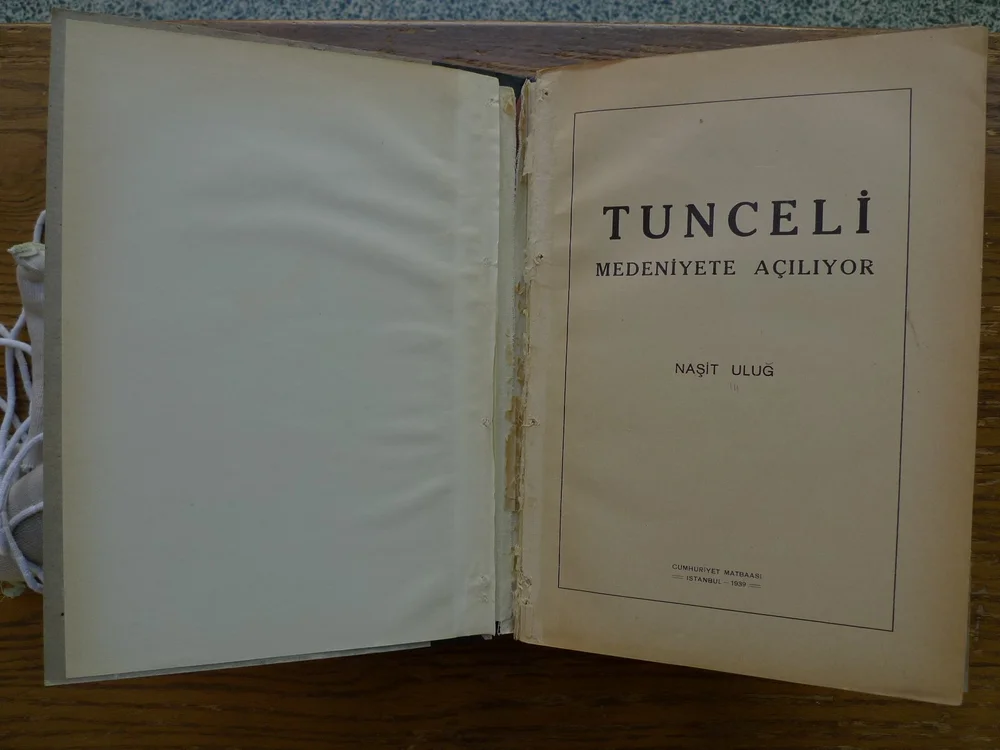 TUNCELİ
MEDENİYETE AÇILIYOR
NAŞİT ULUĞ
CUMHURİYET MATBAASI
İSTANBUL - 1939